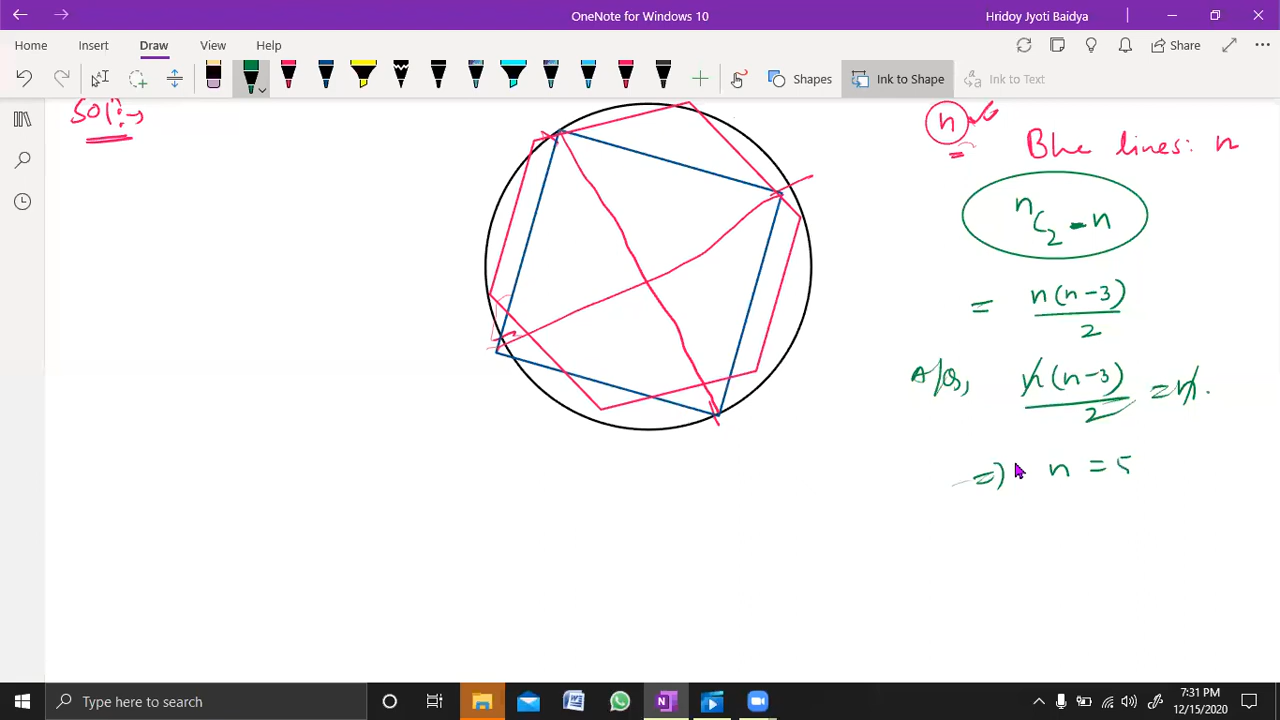 OneNote for Windows 10
Hridoy Jyoti Baidya
Home Insert Draw View Help
Share
Shapes
Ink to Shape
Ink to Text
Sol?:→
n
Blue lines: n
ⁿC₂ - n
= n(n-3)/2
A/Q, n(n-3)/2 = n.
=) n = 5
Type here to search
7:31 PM
12/15/2020